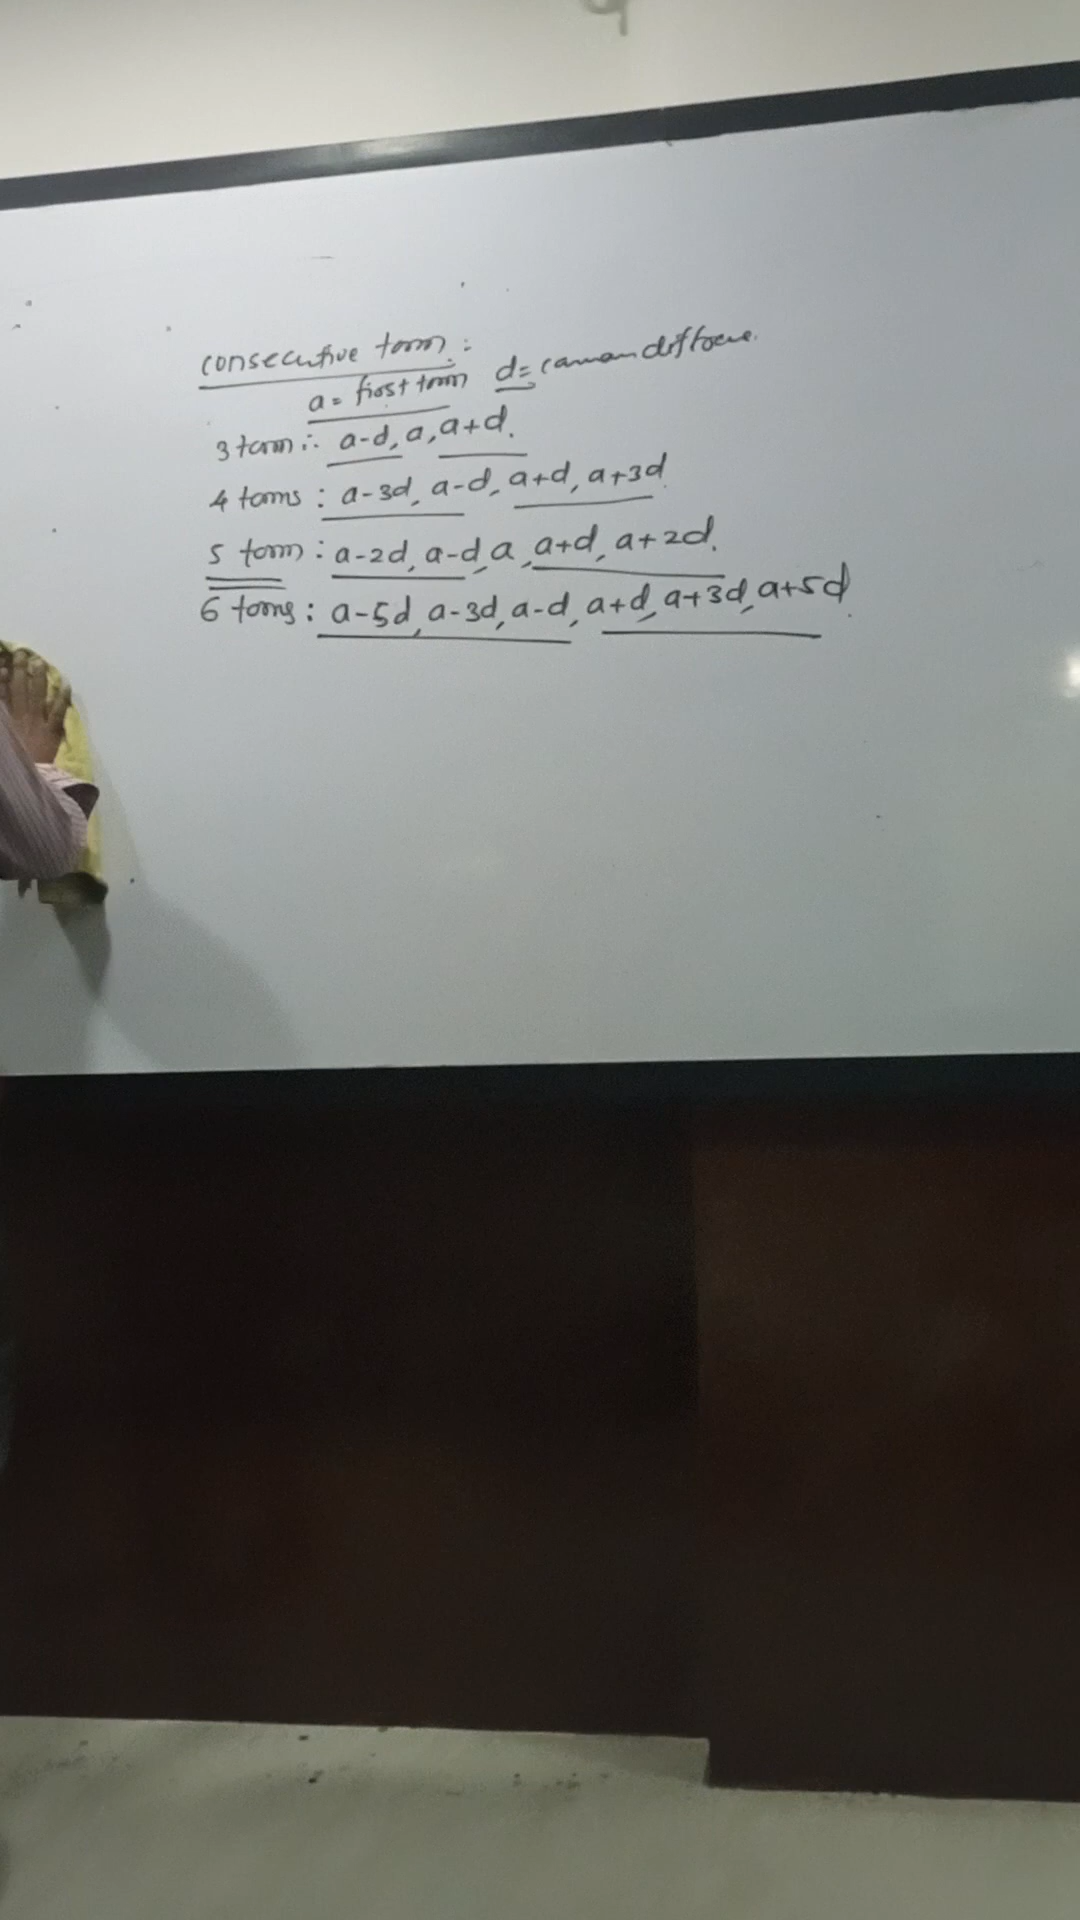 consecutive term:
a = first term d = common difference.
3 term: a-d, a, a+d.
4 terms: a-3d, a-d, a+d, a+3d
5 term: a-2d, a-d, a, a+d, a+2d.
6 terms: a-5d, a-3d, a-d, a+d, a+3d, a+5d.